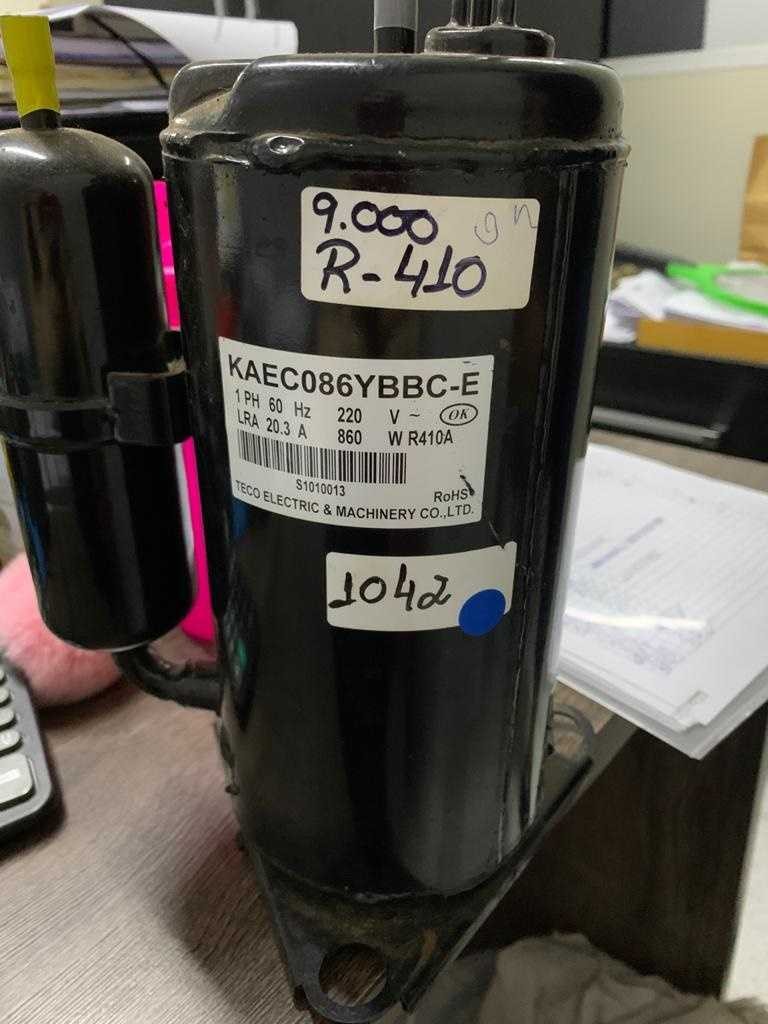 9.000 gn
R-410
KAEC086YBBC-E
1 PH 60 Hz 220 V ~ OK
LRA 20.3 A 860 W R410A
S1010013
RoHS
TECO ELECTRIC & MACHINERY CO.,LTD.
1042